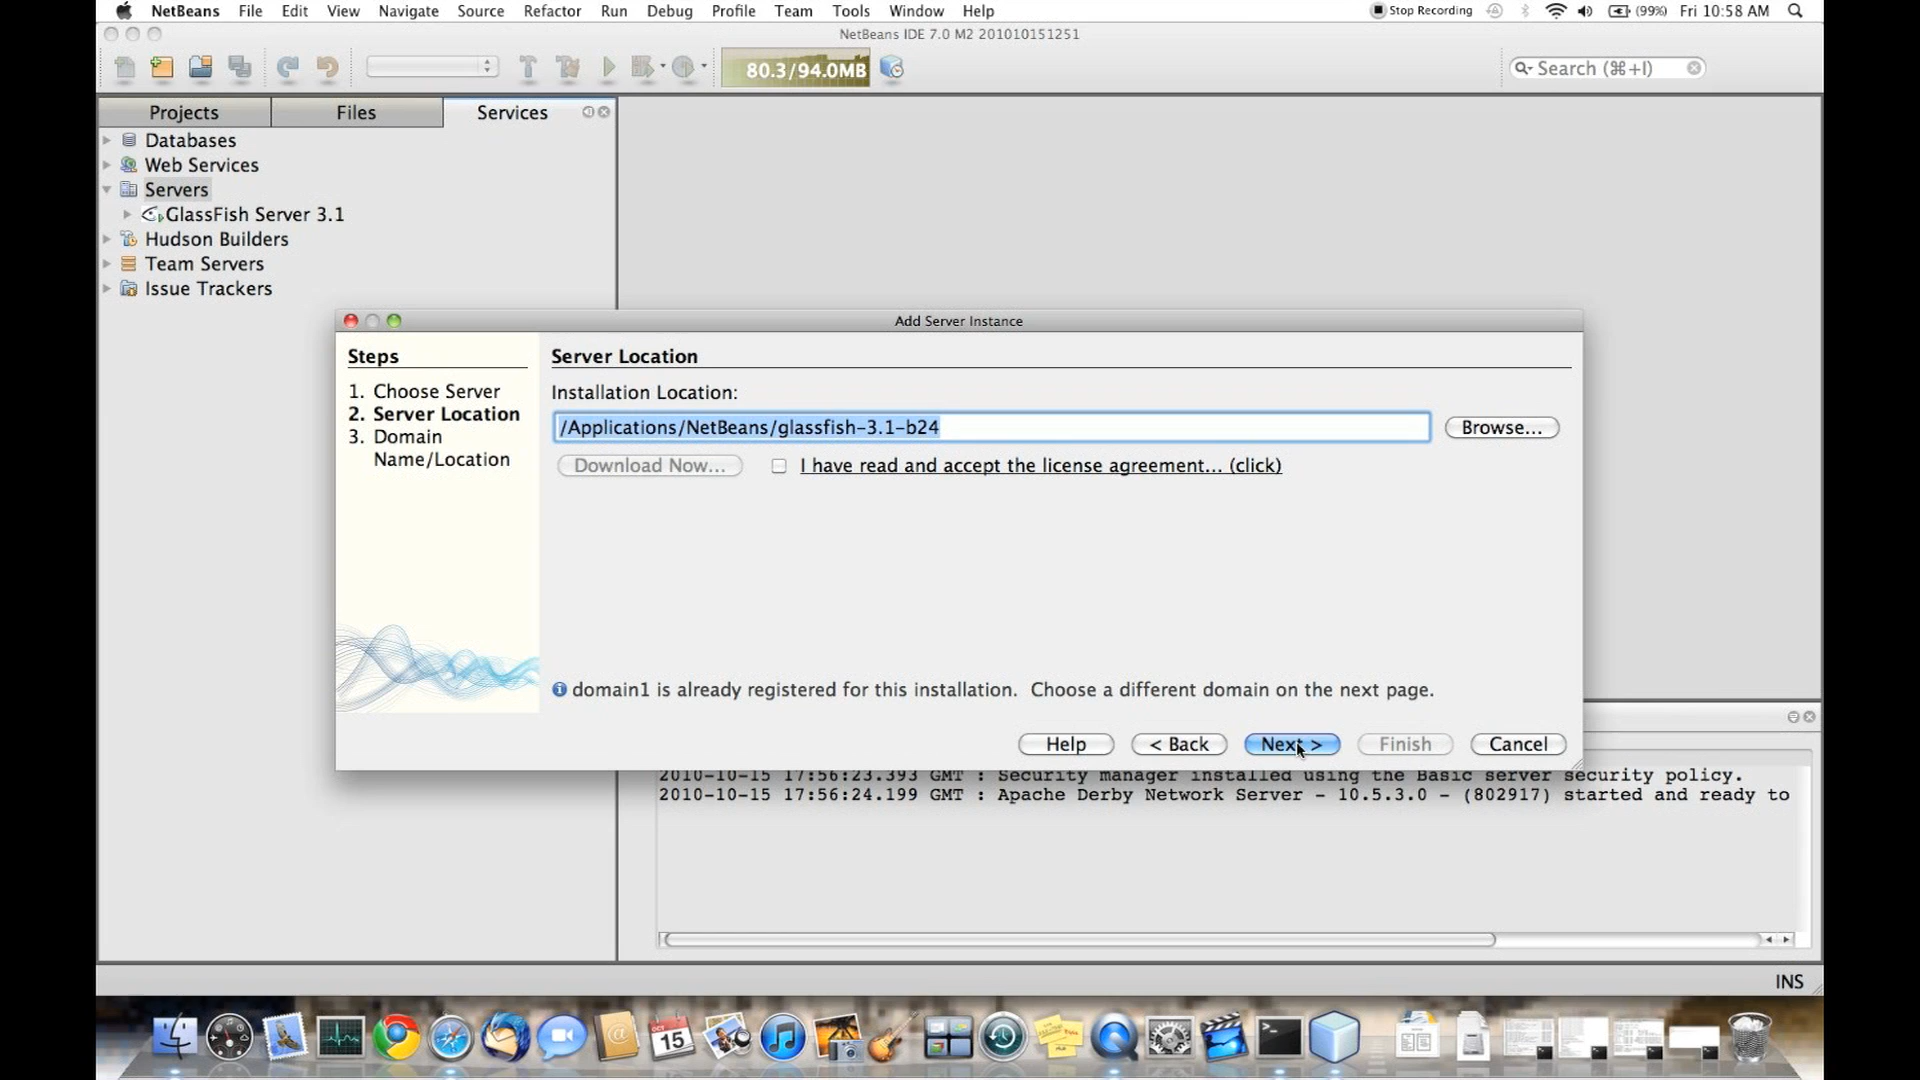 NetBeans File Edit View Navigate Source Refactor Run Debug Profile Team Tools Window Help Stop Recording (99%) Fri 10:58 AM
NetBeans IDE 7.0 M2 201010151251
80.3/94.0MB
Search (⌘+I)
Projects Files Services
Databases
Web Services
Servers
GlassFish Server 3.1
Hudson Builders
Team Servers
Issue Trackers
Add Server Instance
Steps
1. Choose Server
2. Server Location
3. Domain
Name/Location
Server Location
Installation Location:
/Applications/NetBeans/glassfish-3.1-b24
Browse...
Download Now... I have read and accept the license agreement... (click)
domain1 is already registered for this installation. Choose a different domain on the next page.
Help < Back Next > Finish Cancel
2010-10-15 17:56:23.393 GMT : Security manager installed using the Basic server security policy.
2010-10-15 17:56:24.199 GMT : Apache Derby Network Server - 10.5.3.0 - (802917) started and ready to
INS
OCT
15